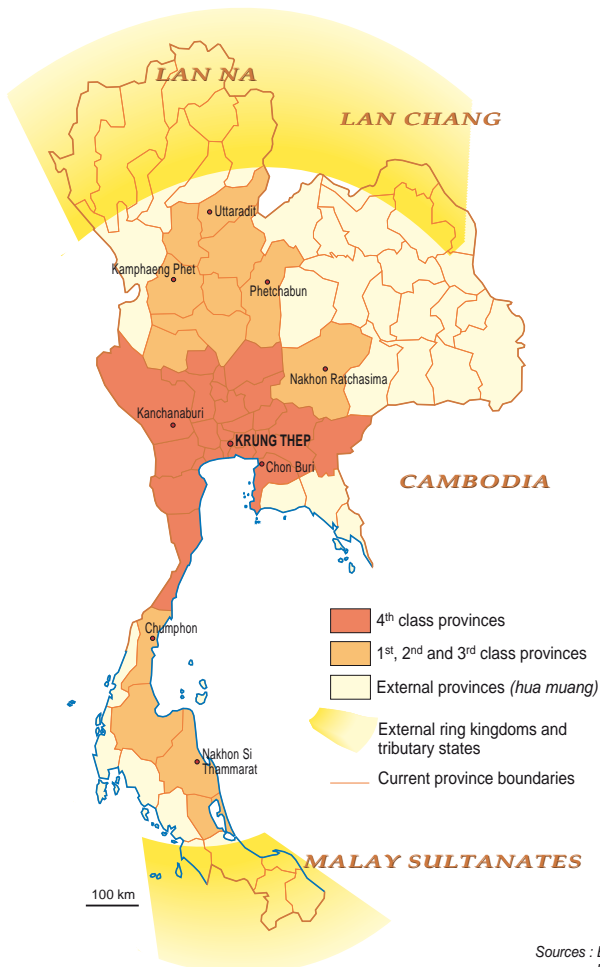 LAN NA
LAN CHANG
Uttaradit
Kamphaeng Phet
Phetchabun
Nakhon Ratchasima
Kanchanaburi
KRUNG THEP
Chon Buri
CAMBODIA
Chumphon
4th class provinces
1st, 2nd and 3rd class provinces
External provinces (hua muang)
External ring kingdoms and
tributary states
Current province boundaries
Nakhon Si
Thammarat
MALAY SULTANATES
100 km
Sources :